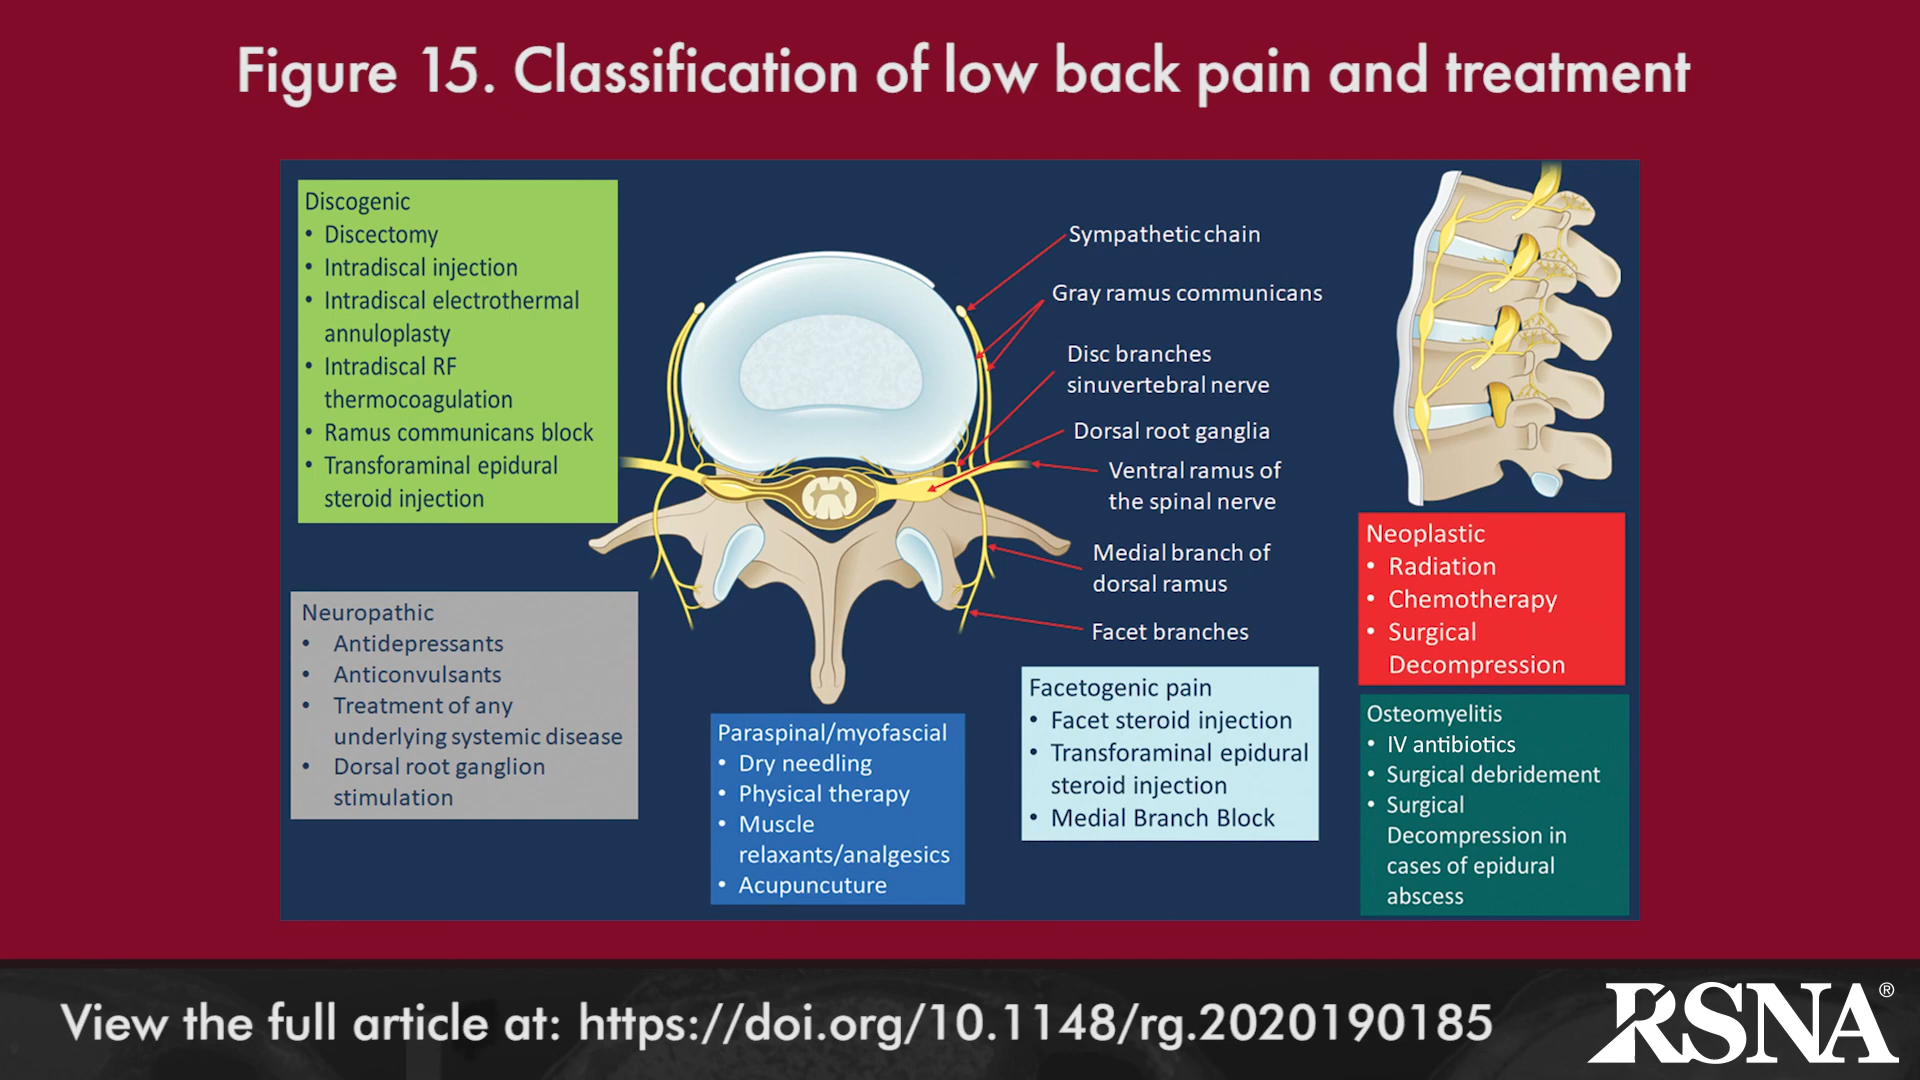 Figure 15. Classification of low back pain and treatment
Discogenic
• Discectomy
• Intradiscal injection
• Intradiscal electrothermal
annuloplasty
• Intradiscal RF
thermocoagulation
• Ramus communicans block
• Transforaminal epidural
steroid injection
Sympathetic chain
Gray ramus communicans
Disc branches
sinuvertebral nerve
Dorsal root ganglia
Ventral ramus of
the spinal nerve
Medial branch of
dorsal ramus
Facet branches
Neuropathic
• Antidepressants
• Anticonvulsants
• Treatment of any
underlying systemic disease
• Dorsal root ganglion
stimulation
Paraspinal/myofascial
• Dry needling
• Physical therapy
• Muscle
relaxants/analgesics
• Acupuncuture
Facetogenic pain
• Facet steroid injection
• Transforaminal epidural
steroid injection
• Medial Branch Block
Neoplastic
• Radiation
• Chemotherapy
• Surgical
Decompression
Osteomyelitis
• IV antibiotics
• Surgical debridement
• Surgical
Decompression in
cases of epidural
abscess
View the full article at: https://doi.org/10.1148/rg.2020190185
RSNA®